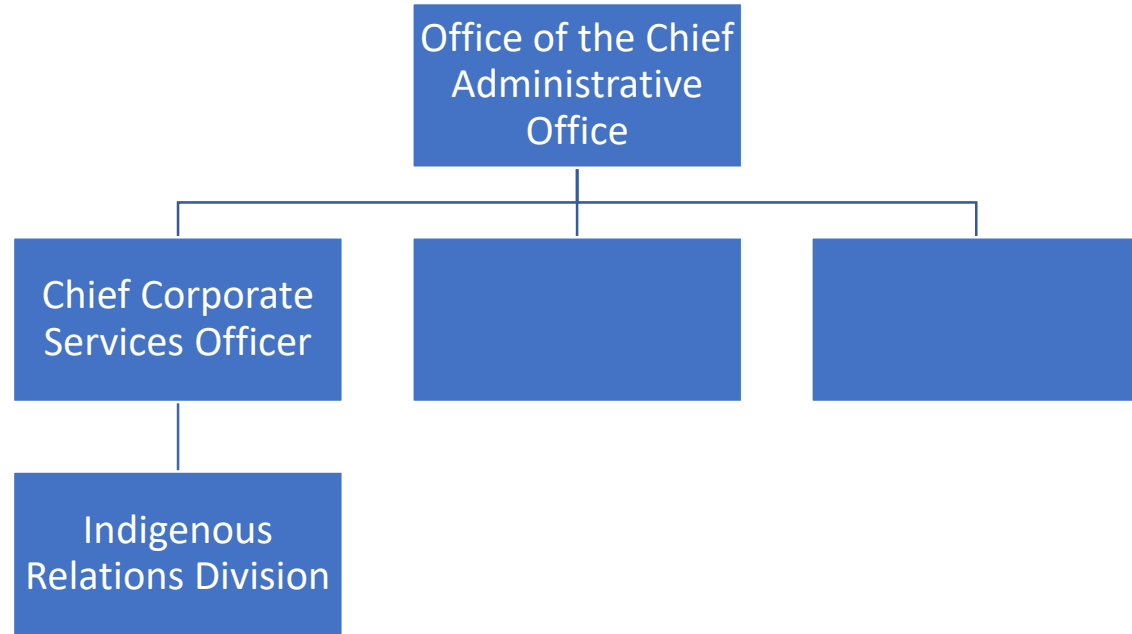 Office of the Chief
Administrative
Office
Chief Corporate
Services Officer
Indigenous
Relations Division